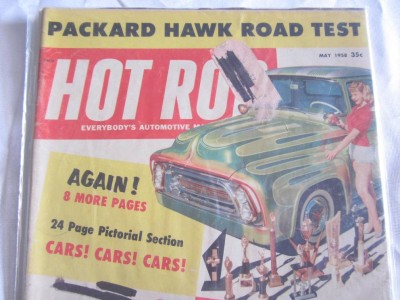 PACKARD HAWK ROAD TEST
MAY 1958 35c
HOT RO
EVERYBODY'S AUTOMOTIVE M
AGAIN!
8 MORE PAGES
24 Page Pictorial Section
CARS! CARS! CARS!